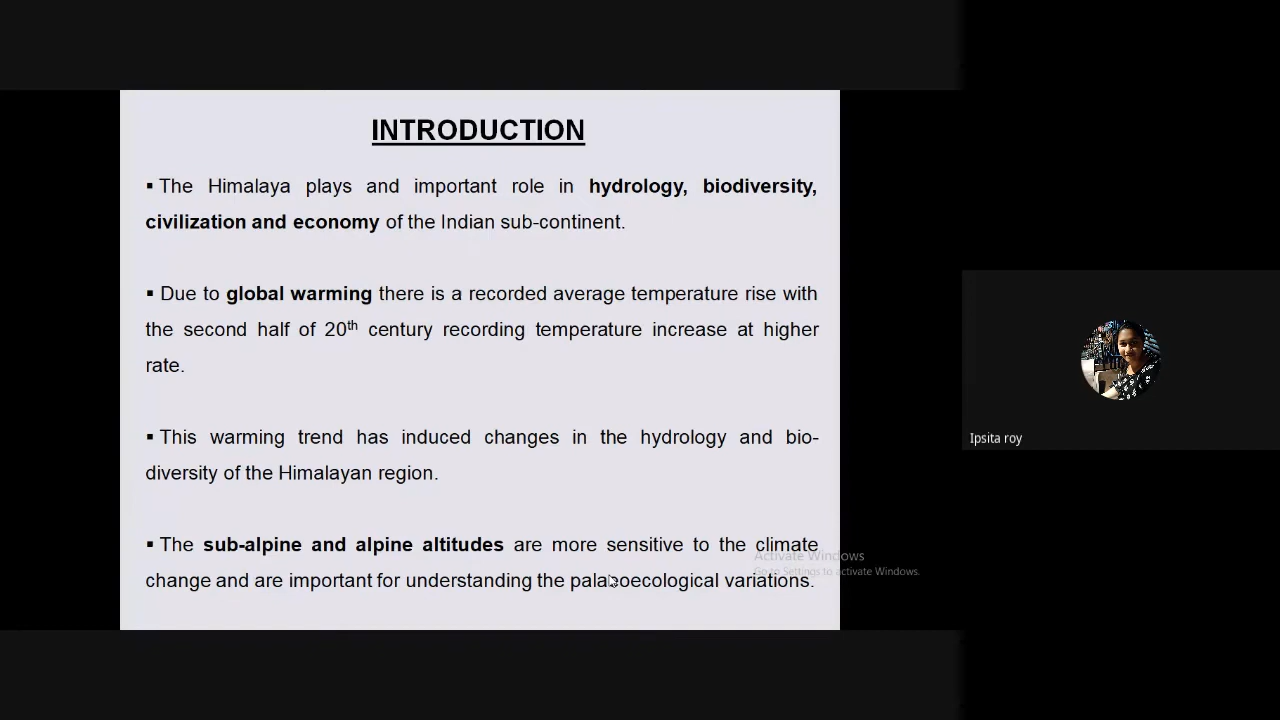 INTRODUCTION
▪ The Himalaya plays and important role in hydrology, biodiversity,
civilization and economy of the Indian sub-continent.
▪ Due to global warming there is a recorded average temperature rise with
the second half of 20th century recording temperature increase at higher
rate.
▪ This warming trend has induced changes in the hydrology and bio-
diversity of the Himalayan region.
▪ The sub-alpine and alpine altitudes are more sensitive to the climate
change and are important for understanding the palaeoecological variations.
Activate Windows
Go to Settings to activate Windows.
Ipsita roy